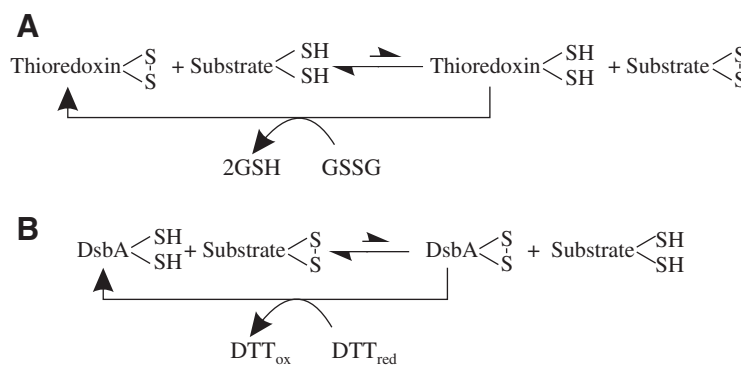 A
Thioredoxin S S + Substrate SH SH Thioredoxin SH SH + Substrate S S
2GSH GSSG
B
DsbA SH SH + Substrate S S DsbA S S + Substrate SH SH
DTTox DTTred